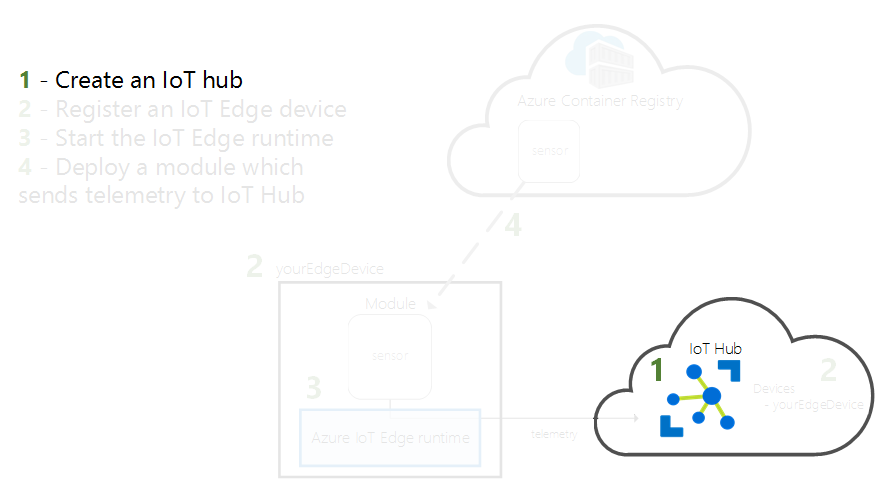 1 - Create an IoT hub
2 - Register an IoT Edge device
3 - Start the IoT Edge runtime
4 - Deploy a module which
sends telemetry to IoT Hub
Azure Container Registry
sensor
4
2 yourEdgeDevice
Module
sensor
3
Azure IoT Edge runtime
telemetry
IoT Hub
1
2
Devices
- yourEdgeDevice